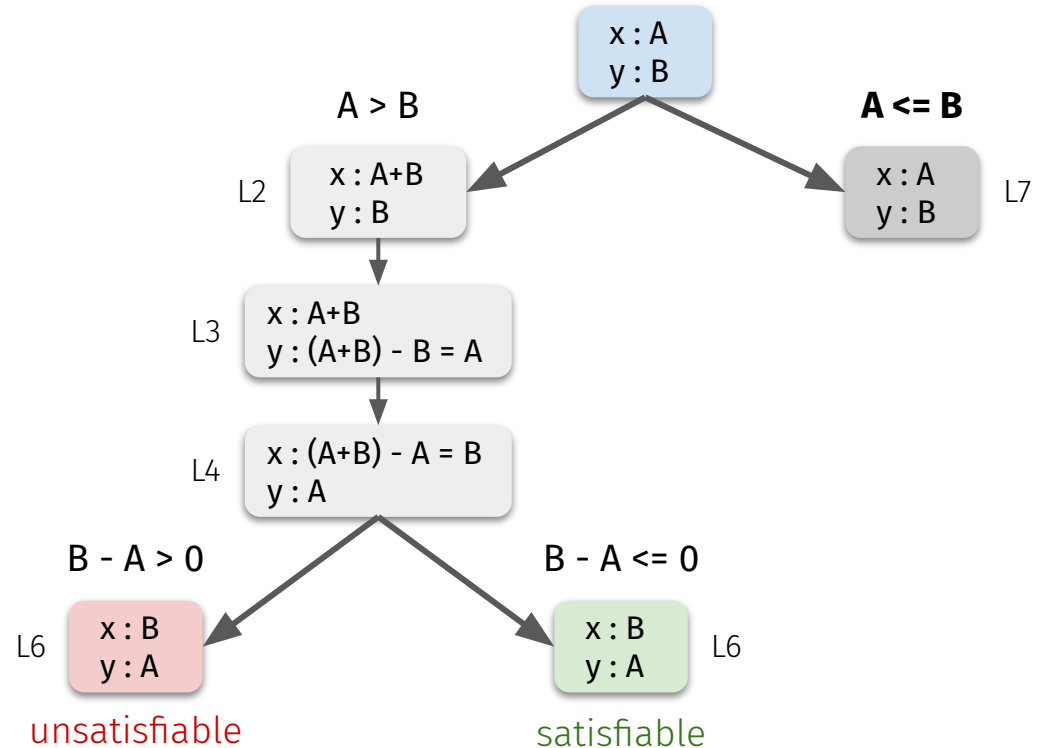 x : A
y : B
A > B
A <= B
L2
x : A+B
y : B
x : A
y : B
L7
L3
x : A+B
y : (A+B) - B = A
L4
x : (A+B) - A = B
y : A
B - A > 0
B - A <= 0
L6
x : B
y : A
x : B
y : A
L6
unsatisfiable
satisfiable